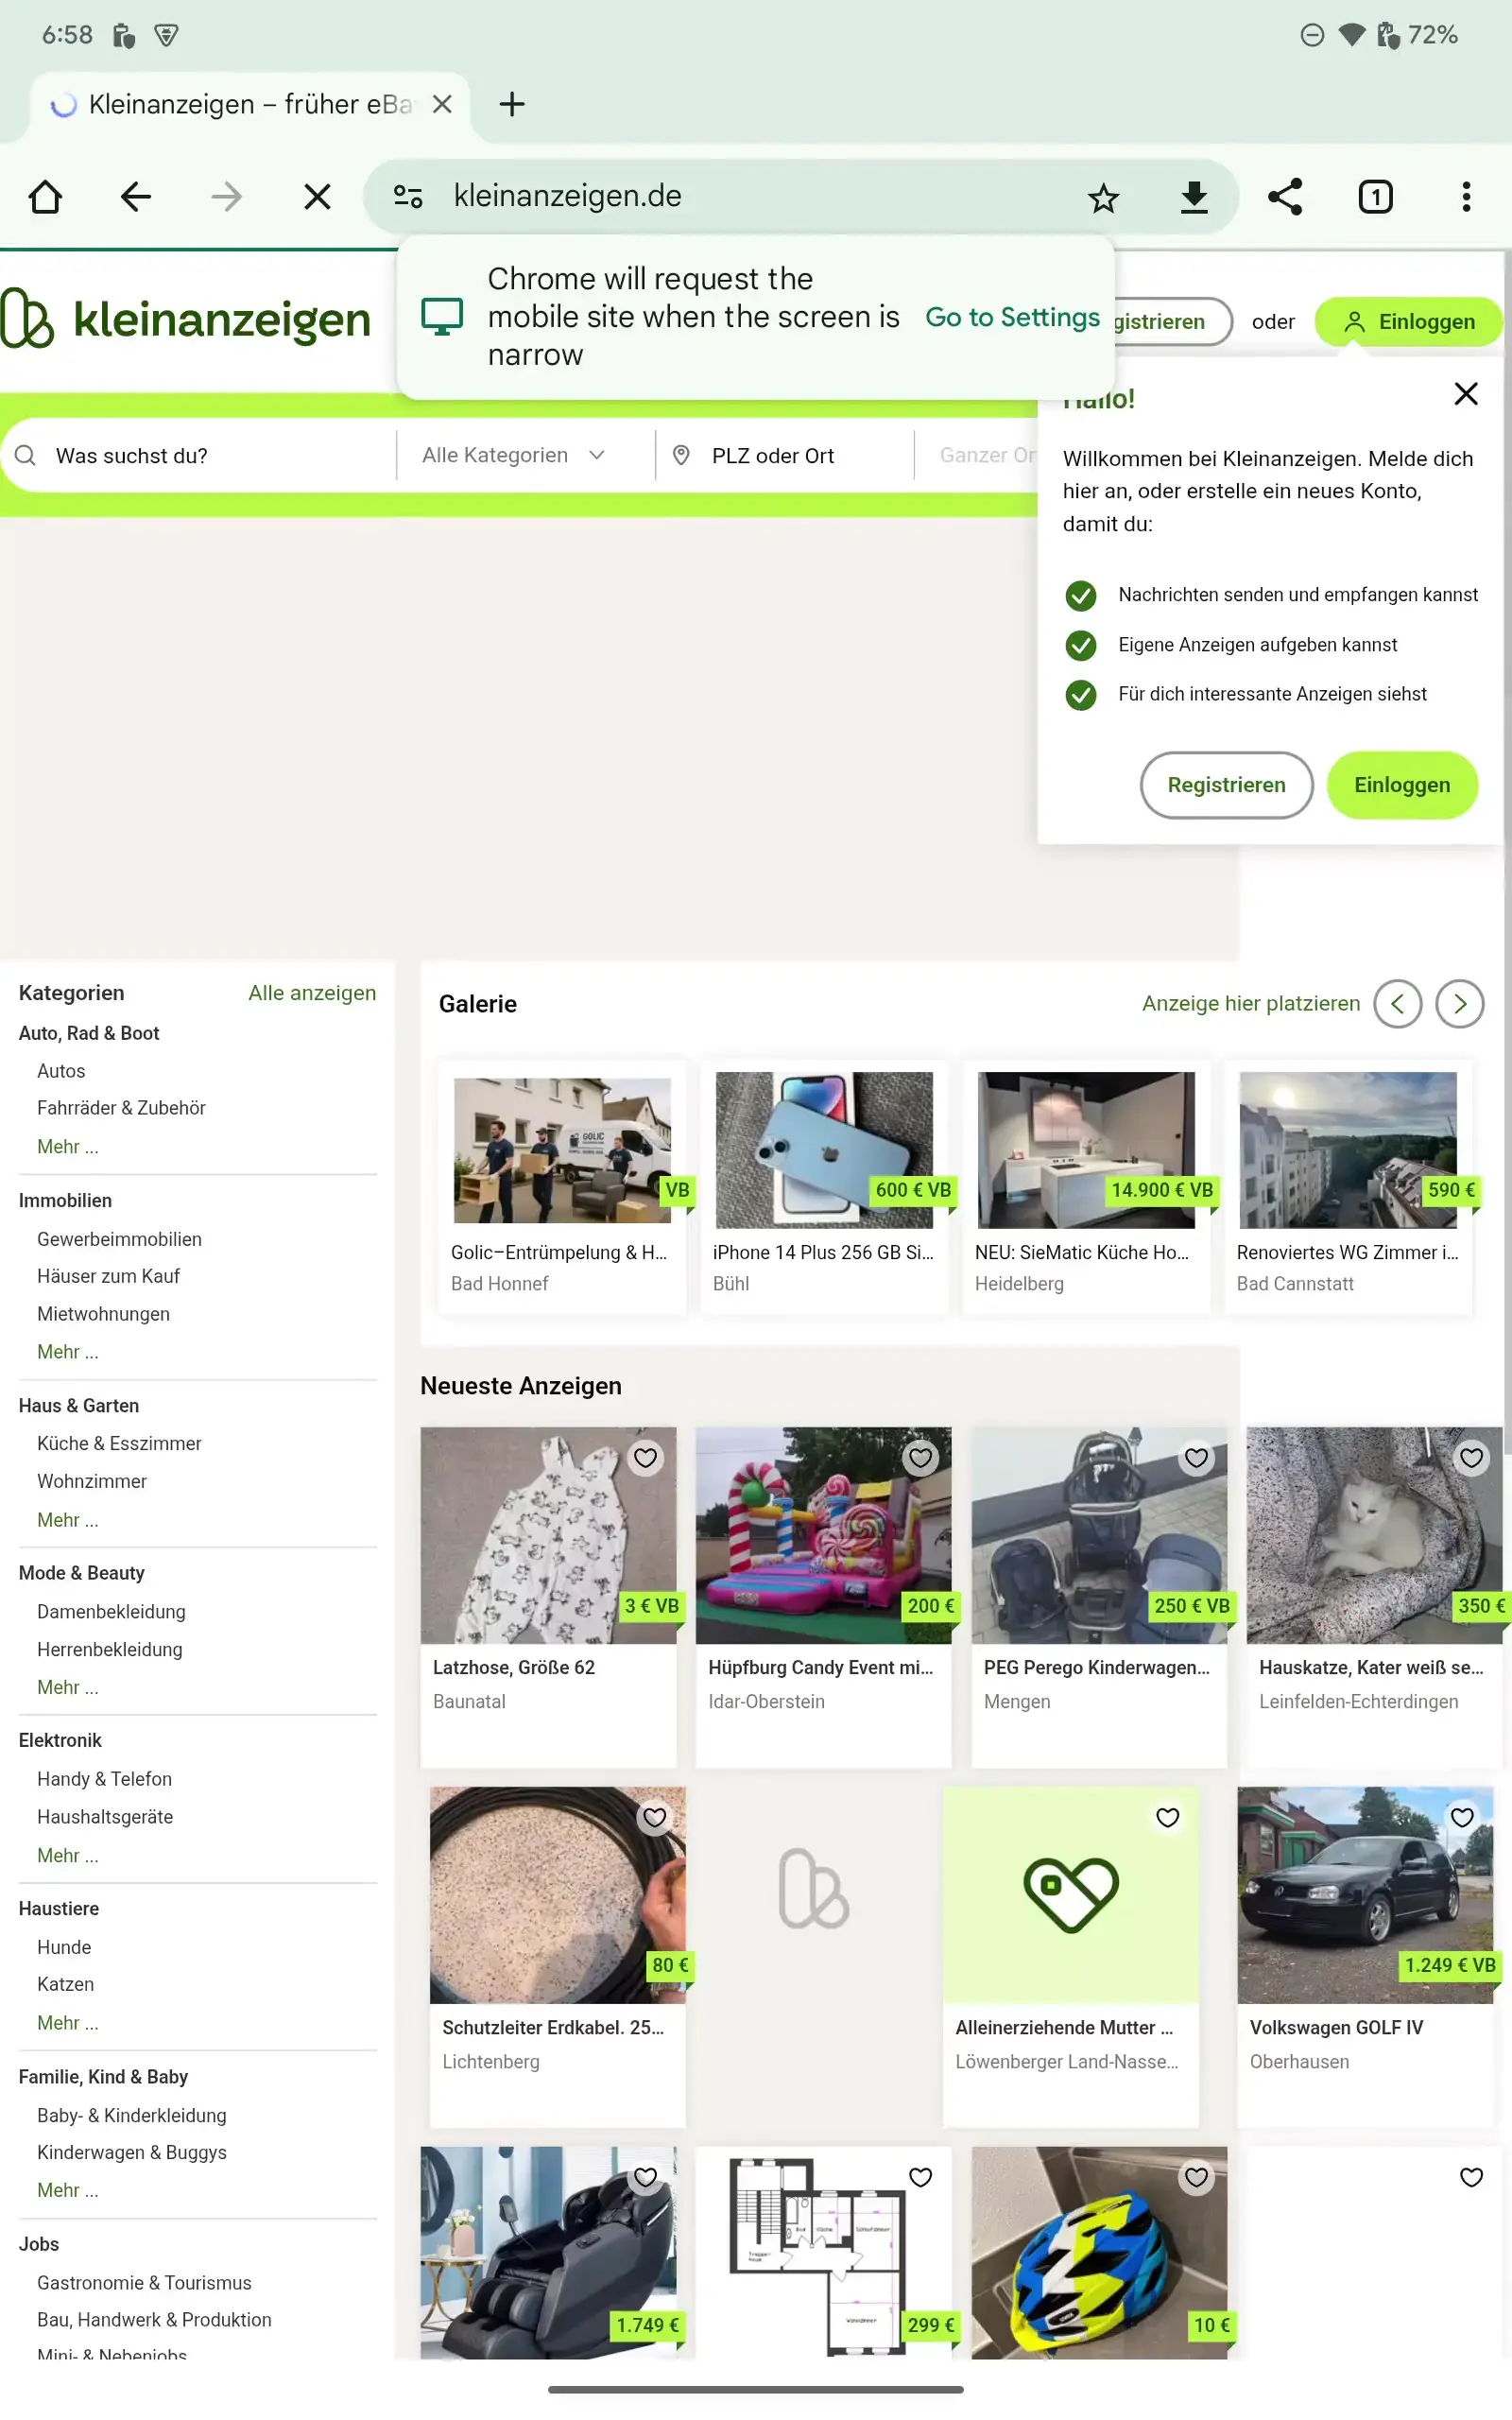 6:58
72%
Kleinanzeigen – früher eBa
kleinanzeigen.de
1
Chrome will request the
mobile site when the screen is
narrow
Go to Settings
kleinanzeigen
gistrieren
oder
Einloggen
Was suchst du?
Alle Kategorien
PLZ oder Ort
Ganzer Or
Hallo!
Willkommen bei Kleinanzeigen. Melde dich
hier an, oder erstelle ein neues Konto,
damit du:
Nachrichten senden und empfangen kannst
Eigene Anzeigen aufgeben kannst
Für dich interessante Anzeigen siehst
Registrieren
Einloggen
Kategorien
Alle anzeigen
Auto, Rad & Boot
Autos
Fahrräder & Zubehör
Mehr ...
Immobilien
Gewerbeimmobilien
Häuser zum Kauf
Mietwohnungen
Mehr ...
Haus & Garten
Küche & Esszimmer
Wohnzimmer
Mehr ...
Mode & Beauty
Damenbekleidung
Herrenbekleidung
Mehr ...
Elektronik
Handy & Telefon
Haushaltsgeräte
Mehr ...
Haustiere
Hunde
Katzen
Mehr ...
Familie, Kind & Baby
Baby- & Kinderkleidung
Kinderwagen & Buggys
Mehr ...
Jobs
Gastronomie & Tourismus
Bau, Handwerk & Produktion
Mini- & Nebenjobs
Galerie
Anzeige hier platzieren
GOLIC
VB
Golic–Entrümpelung & H...
Bad Honnef
600 € VB
iPhone 14 Plus 256 GB Si...
Bühl
14.900 € VB
NEU: SieMatic Küche Ho...
Heidelberg
590 €
Renoviertes WG Zimmer i...
Bad Cannstatt
Neueste Anzeigen
3 € VB
Latzhose, Größe 62
Baunatal
200 €
Hüpfburg Candy Event mi...
Idar-Oberstein
250 € VB
PEG Perego Kinderwagen...
Mengen
350 €
Hauskatze, Kater weiß se...
Leinfelden-Echterdingen
80 €
Schutzleiter Erdkabel. 25...
Lichtenberg
Alleinerziehende Mutter ...
Löwenberger Land-Nasse...
1.249 € VB
Volkswagen GOLF IV
Oberhausen
1.749 €
299 €
10 €